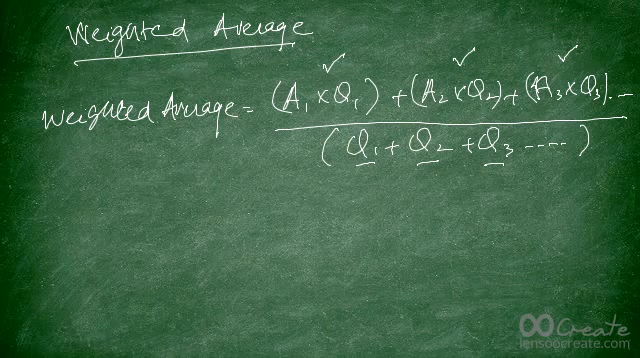 Weighted Average
Weighted Average = (A1 x Q1) + (A2 x Q2) + (A3 x Q3)...
(Q1 + Q2 + Q3 .....)
Create
lensoocreate.com